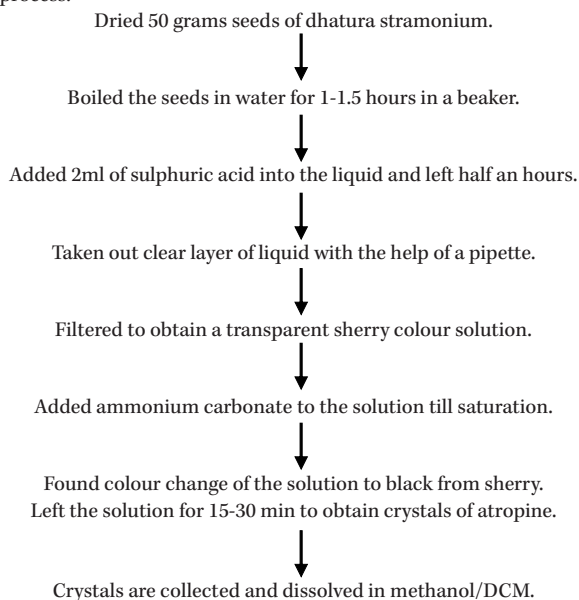 process.
Dried 50 grams seeds of dhatura stramonium.
Boiled the seeds in water for 1-1.5 hours in a beaker.
Added 2ml of sulphuric acid into the liquid and left half an hours.
Taken out clear layer of liquid with the help of a pipette.
Filtered to obtain a transparent sherry colour solution.
Added ammonium carbonate to the solution till saturation.
Found colour change of the solution to black from sherry.
Left the solution for 15-30 min to obtain crystals of atropine.
Crystals are collected and dissolved in methanol/DCM.